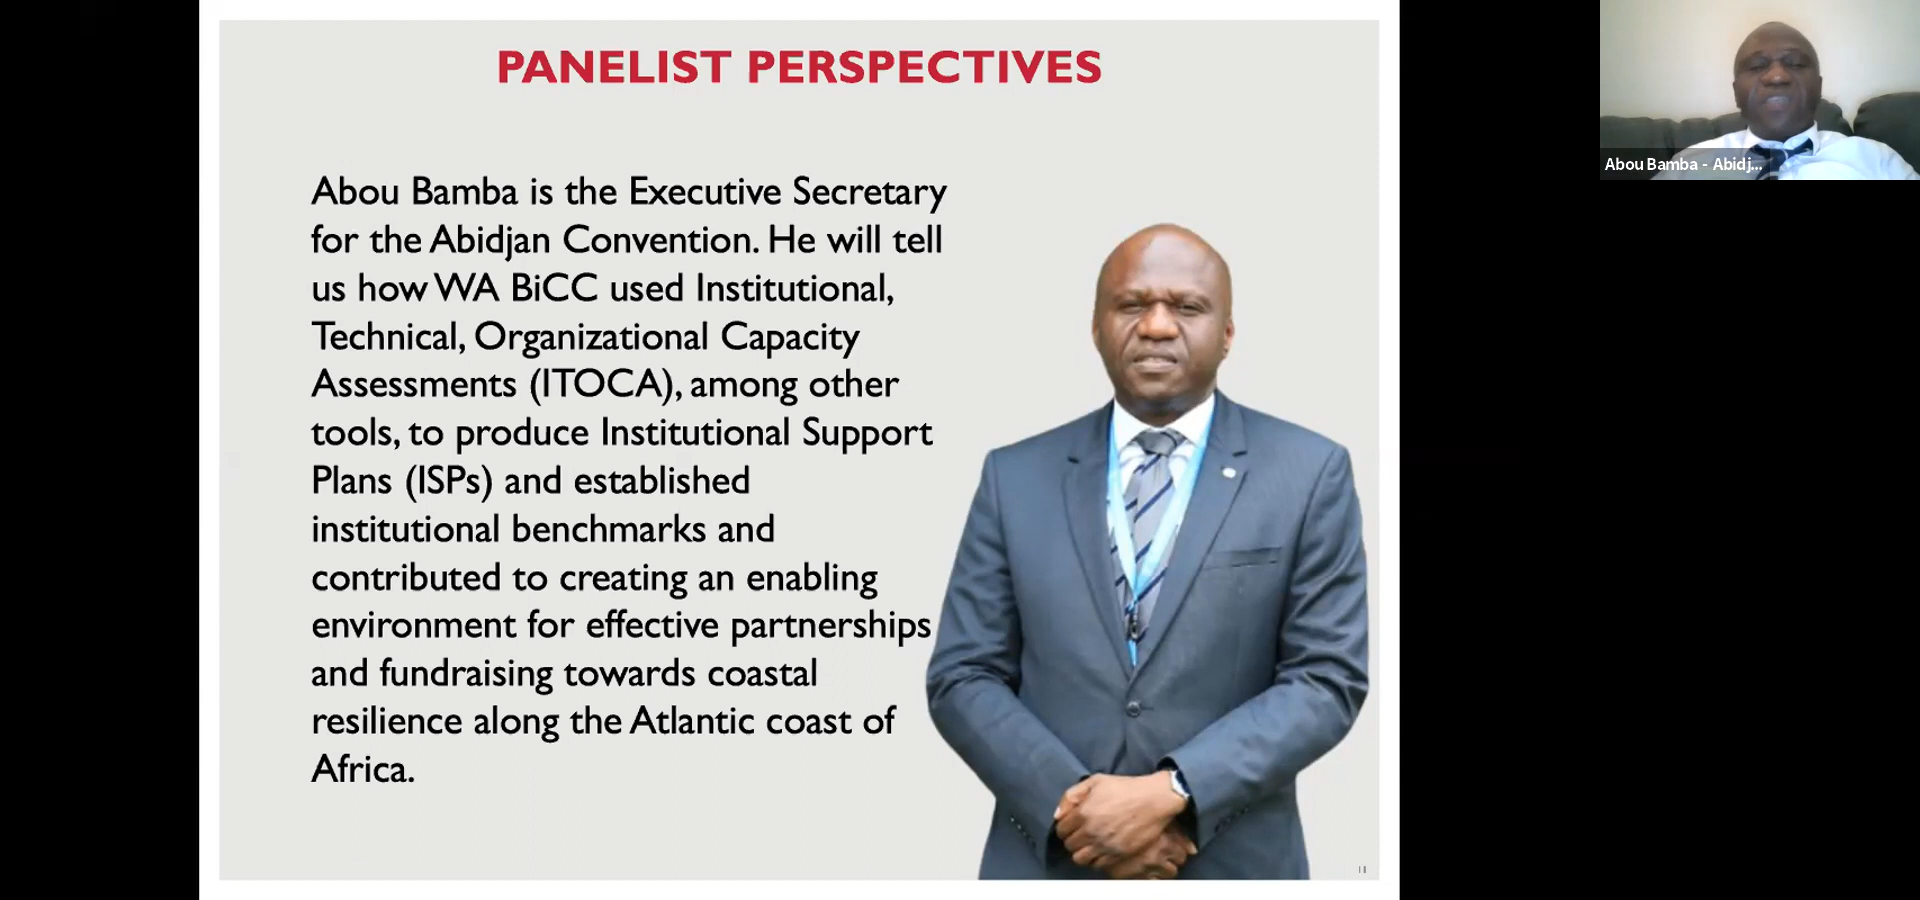 PANELIST PERSPECTIVES
Abou Bamba is the Executive Secretary
for the Abidjan Convention. He will tell
us how WA BiCC used Institutional,
Technical, Organizational Capacity
Assessments (ITOCA), among other
tools, to produce Institutional Support
Plans (ISPs) and established
institutional benchmarks and
contributed to creating an enabling
environment for effective partnerships
and fundraising towards coastal
resilience along the Atlantic coast of
Africa.
11
Abou Bamba - Abidj...